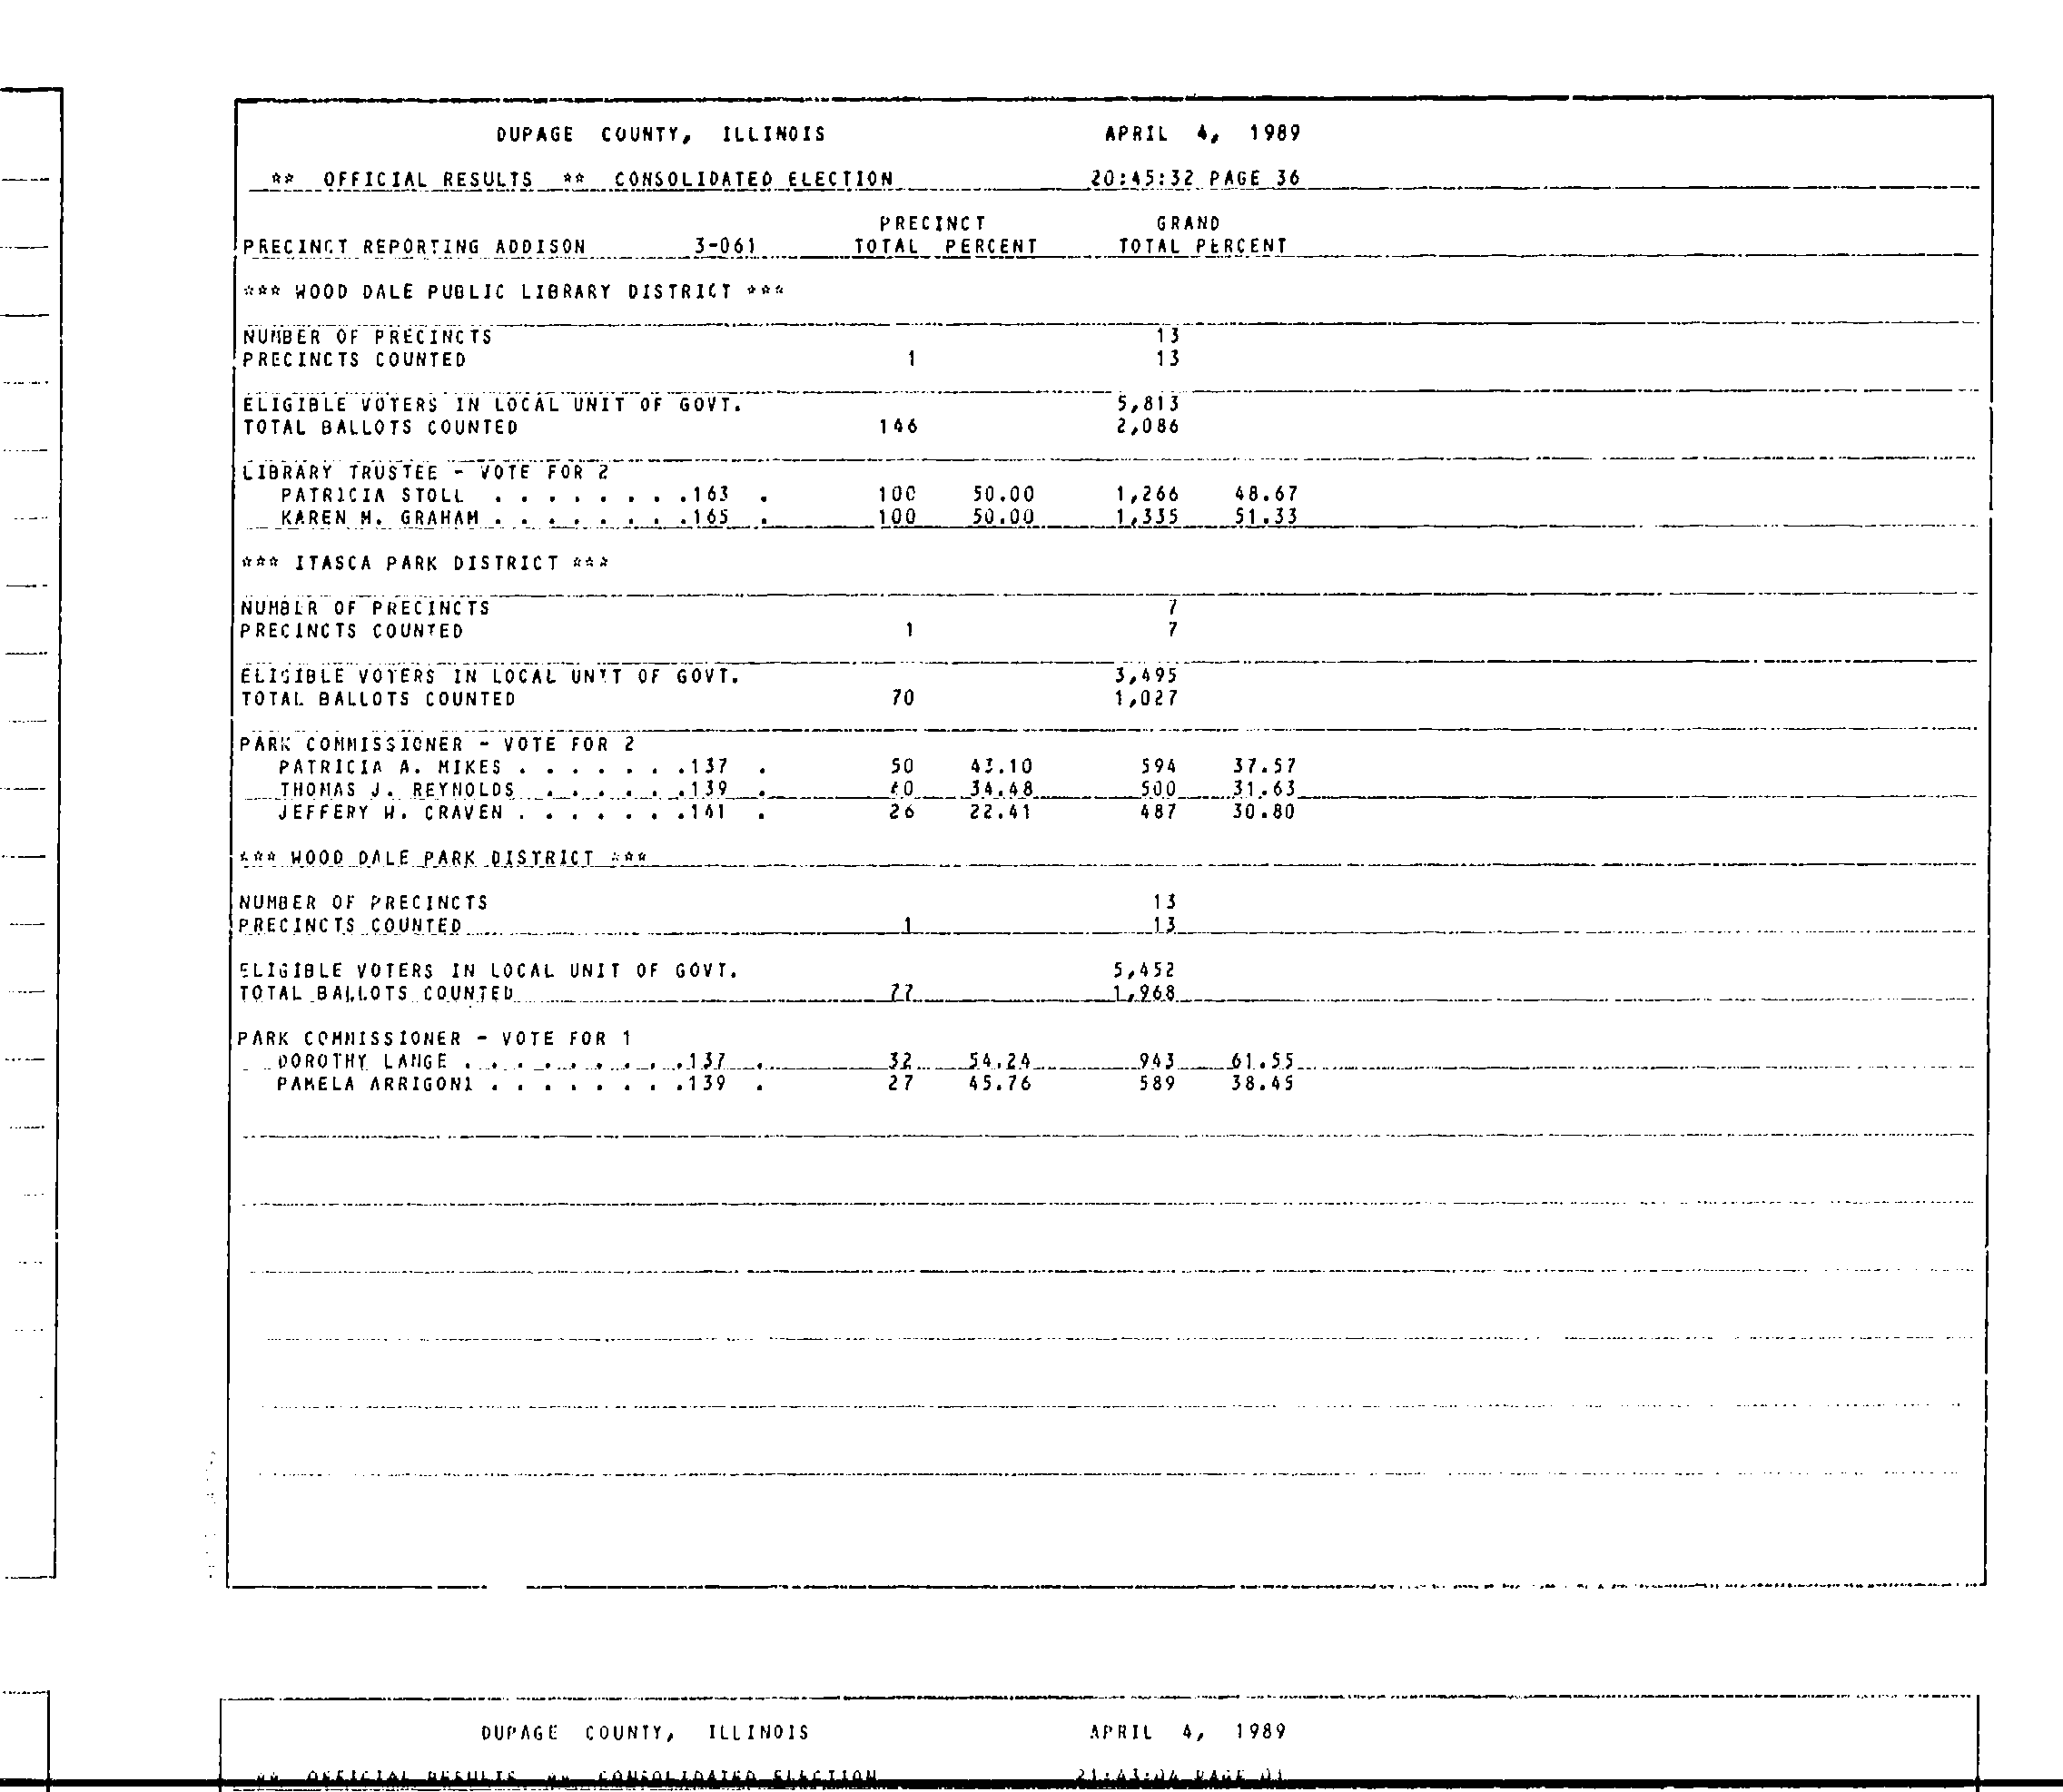 DUPAGE COUNTY, ILLINOIS APRIL 4, 1989
** OFFICIAL RESULTS ** CONSOLIDATED ELECTION 20:45:32 PAGE 36
PRECINCT GRAND
PRECINCT REPORTING ADDISON 3-061 TOTAL PERCENT TOTAL PERCENT
*** WOOD DALE PUBLIC LIBRARY DISTRICT ***
NUMBER OF PRECINCTS 13
PRECINCTS COUNTED 1 13
ELIGIBLE VOTERS IN LOCAL UNIT OF GOVT. 5,813
TOTAL BALLOTS COUNTED 146 2,086
LIBRARY TRUSTEE - VOTE FOR 2
PATRICIA STOLL . . . . . . . .163 . 100 50.00 1,266 48.67
KAREN M. GRAHAM . . . . . . . .165 . 100 50.00 1,335 51.33
*** ITASCA PARK DISTRICT ***
NUMBER OF PRECINCTS 7
PRECINCTS COUNTED 1 7
ELIGIBLE VOTERS IN LOCAL UNIT OF GOVT. 3,495
TOTAL BALLOTS COUNTED 70 1,027
PARK COMMISSIONER - VOTE FOR 2
PATRICIA A. MIKES . . . . . . .137 . 50 43.10 594 37.57
THOMAS J. REYNOLDS . . . . . .139 . 40 34.48 500 31.63
JEFFERY W. CRAVEN . . . . . . .141 . 26 22.41 487 30.80
*** WOOD DALE PARK DISTRICT ***
NUMBER OF PRECINCTS 13
PRECINCTS COUNTED 1 13
ELIGIBLE VOTERS IN LOCAL UNIT OF GOVT. 5,452
TOTAL BALLOTS COUNTED 77 1,968
PARK COMMISSIONER - VOTE FOR 1
DOROTHY LANGE . . . . . . . . .137 . 32 54.24 943 61.55
PAMELA ARRIGONI . . . . . . . .139 . 27 45.76 589 38.45
DUPAGE COUNTY, ILLINOIS APRIL 4, 1989
** OFFICIAL RESULTS ** CONSOLIDATED ELECTION